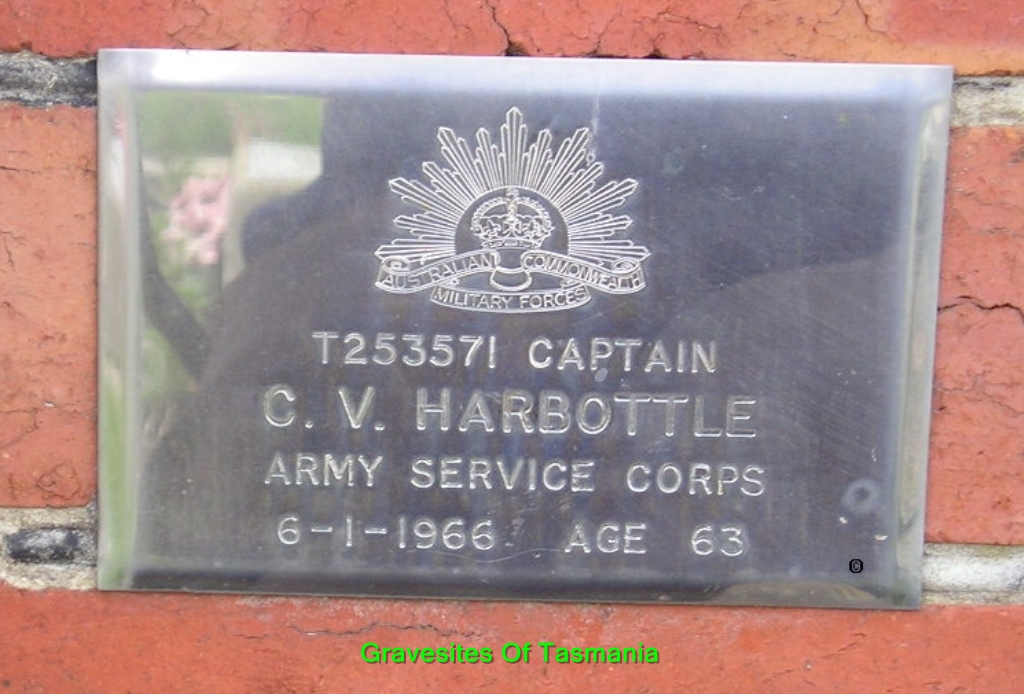 AUSTRALIAN COMMONWEALTH
MILITARY FORCES
T253571 CAPTAIN
C. V. HARBOTTLE
ARMY SERVICE CORPS
6-1-1966 AGE 63
©
Gravesites Of Tasmania